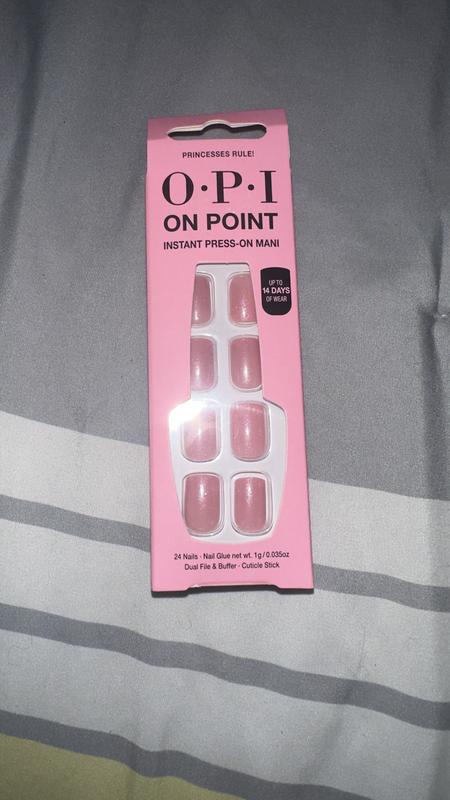 PRINCESSES RULE!
O·P·I
ON POINT
INSTANT PRESS-ON MANI
UP TO
14 DAYS
OF WEAR
24 Nails · Nail Glue net wt. 1g / 0.035oz
Dual File & Buffer · Cuticle Stick